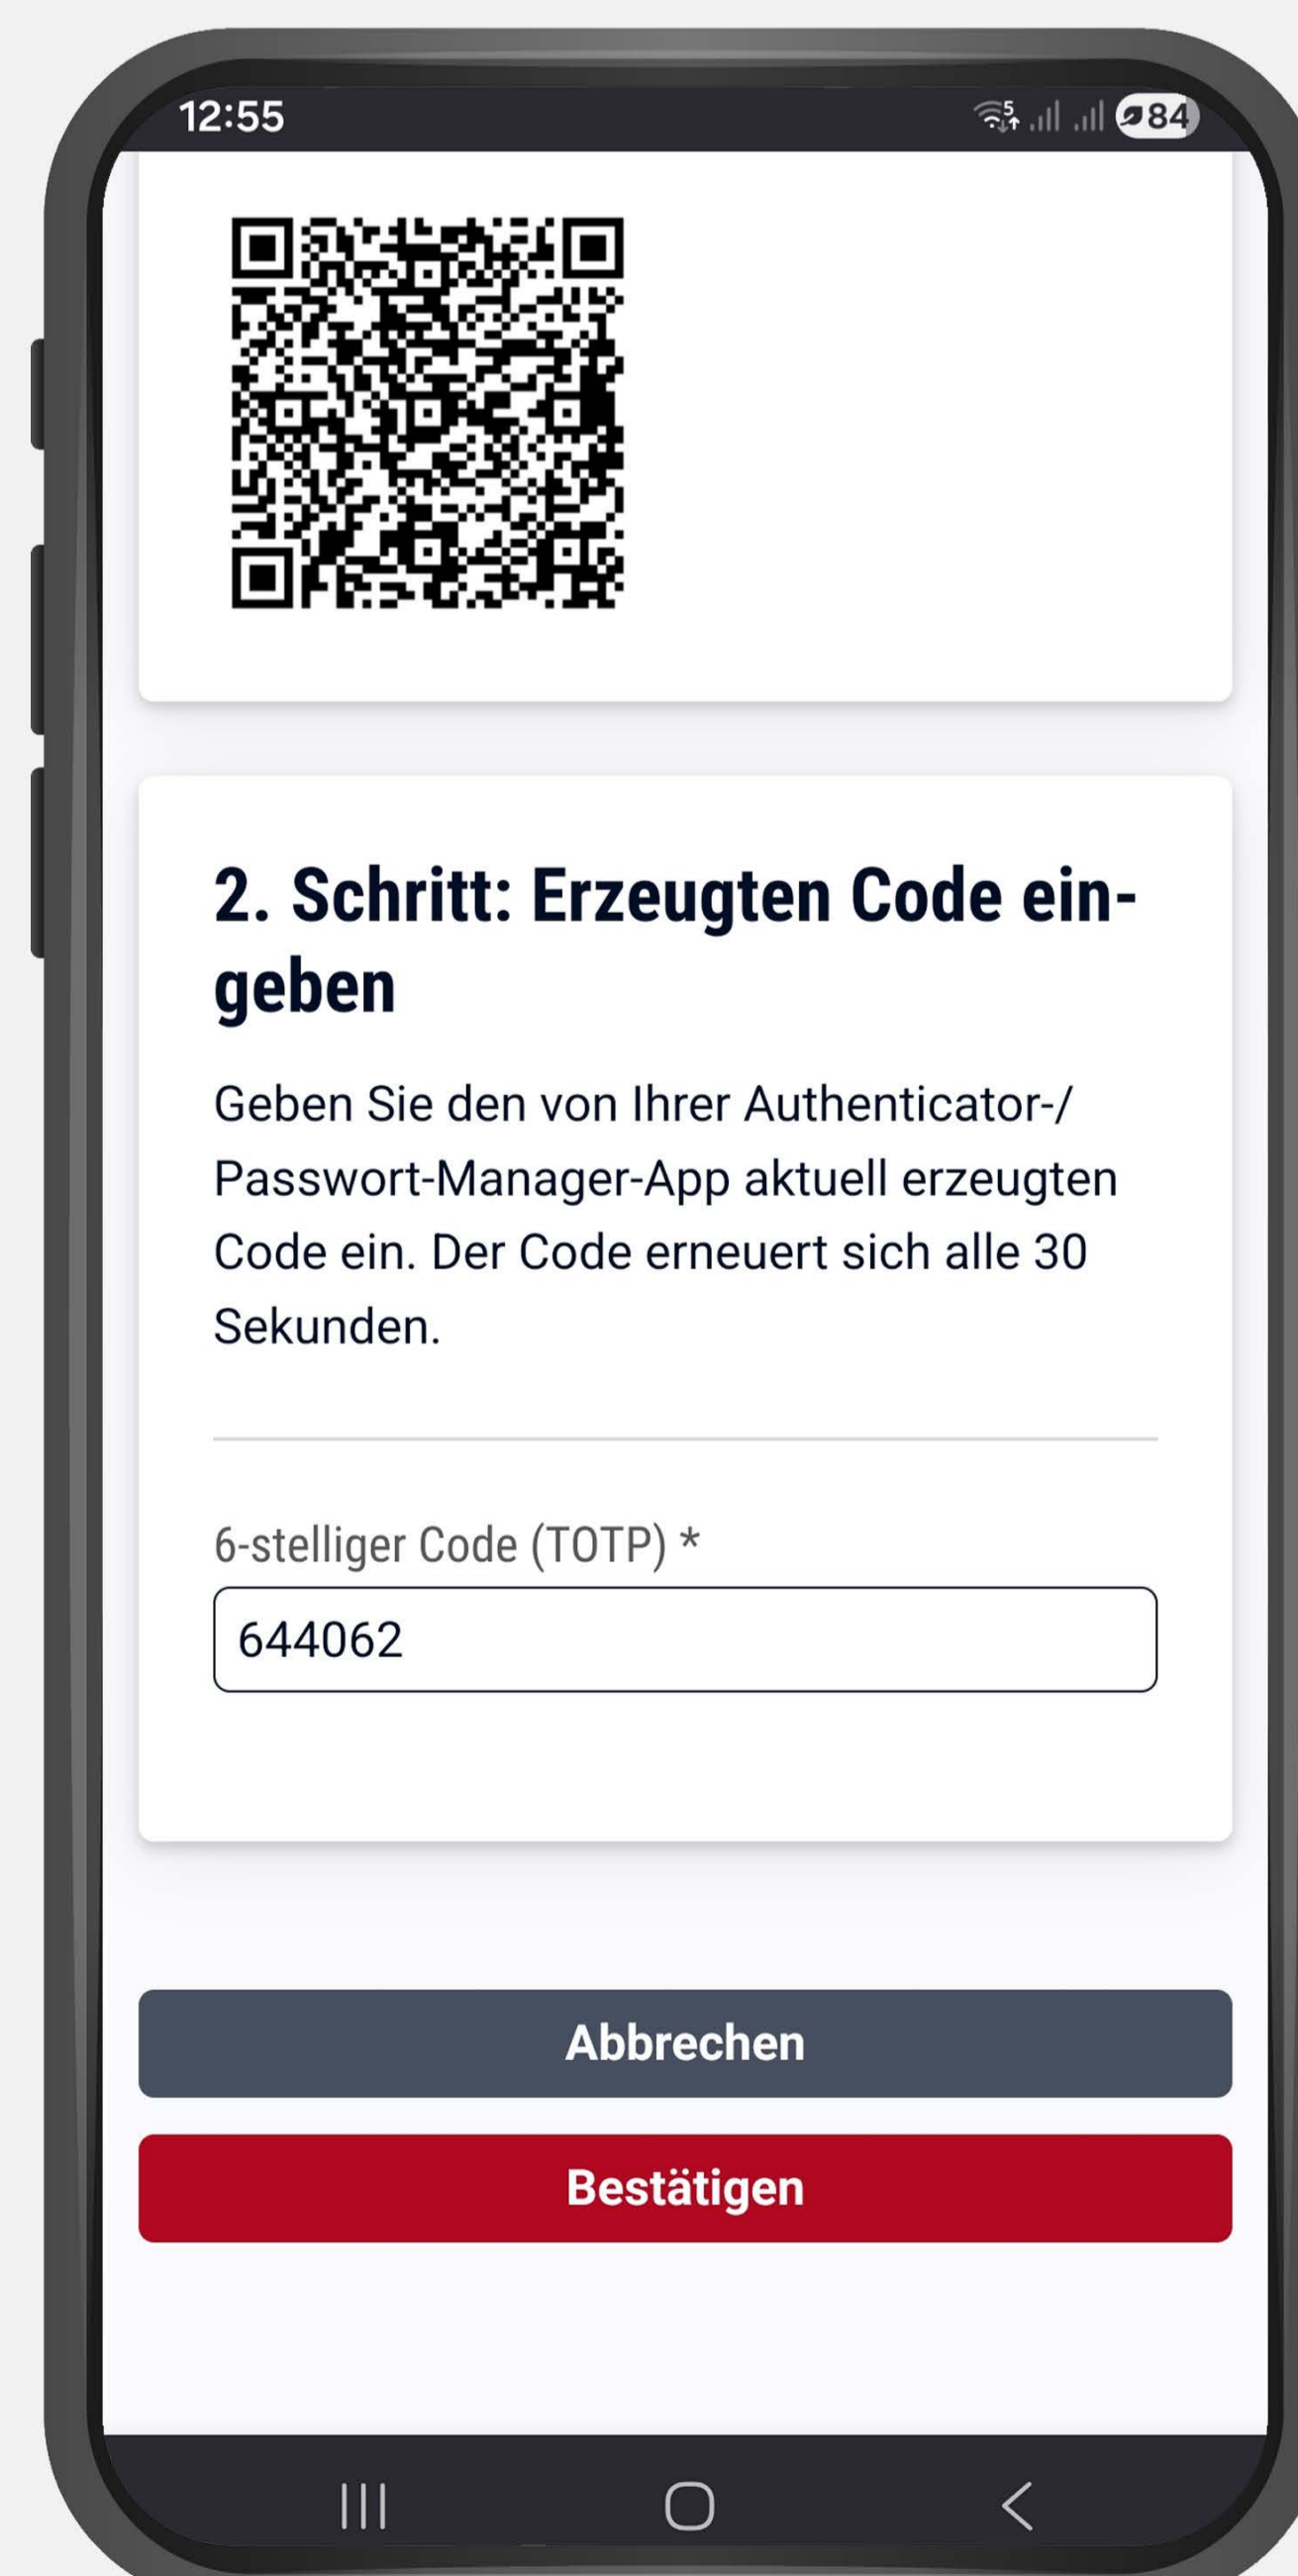 12:55
5
84
2. Schritt: Erzeugten Code ein-
geben
Geben Sie den von Ihrer Authenticator-/
Passwort-Manager-App aktuell erzeugten
Code ein. Der Code erneuert sich alle 30
Sekunden.
6-stelliger Code (TOTP) *
644062
Abbrechen
Bestätigen